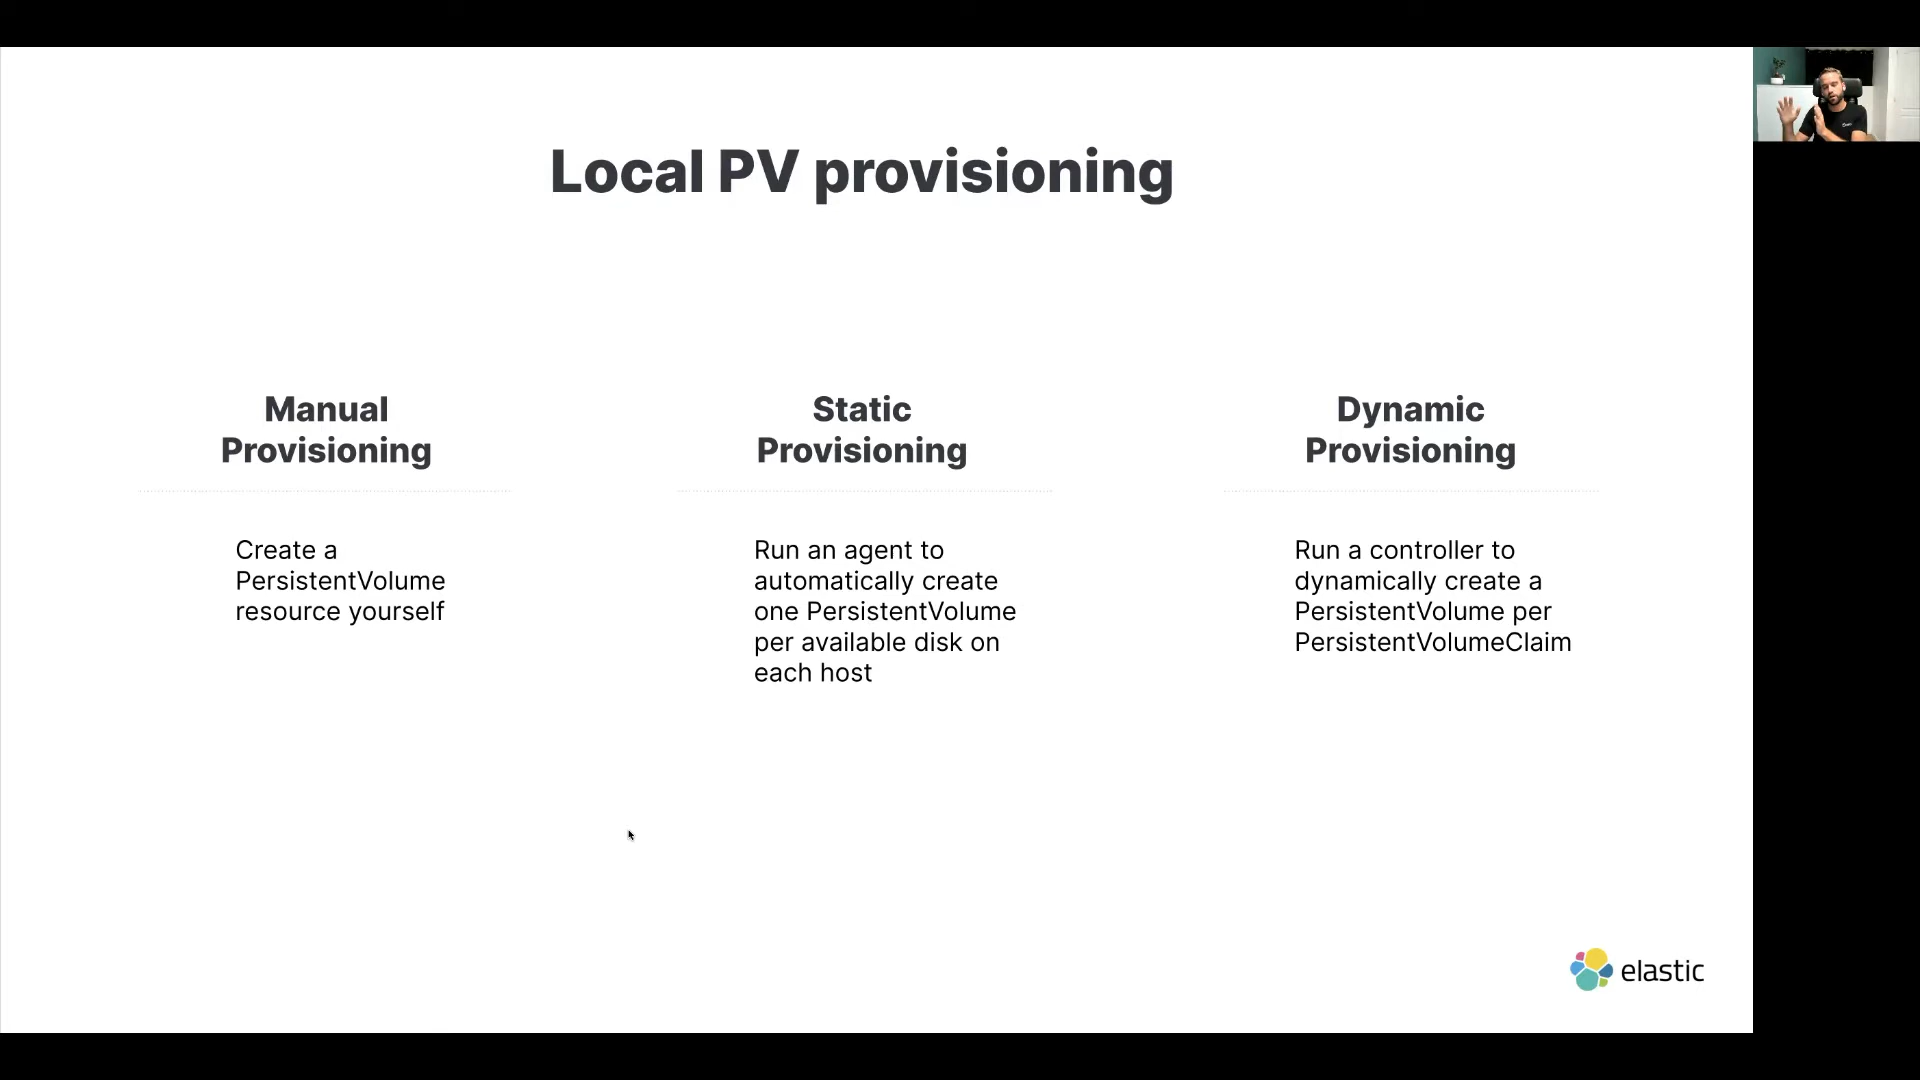 Local PV provisioning
Manual
Provisioning
Create a
PersistentVolume
resource yourself
Static
Provisioning
Run an agent to
automatically create
one PersistentVolume
per available disk on
each host
Dynamic
Provisioning
Run a controller to
dynamically create a
PersistentVolume per
PersistentVolumeClaim
elastic